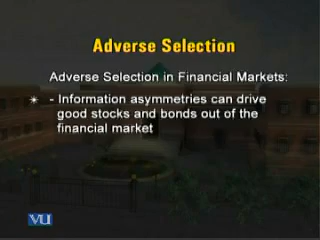 Adverse Selection
Adverse Selection in Financial Markets:
✶ - Information asymmetries can drive
good stocks and bonds out of the
financial market
VU